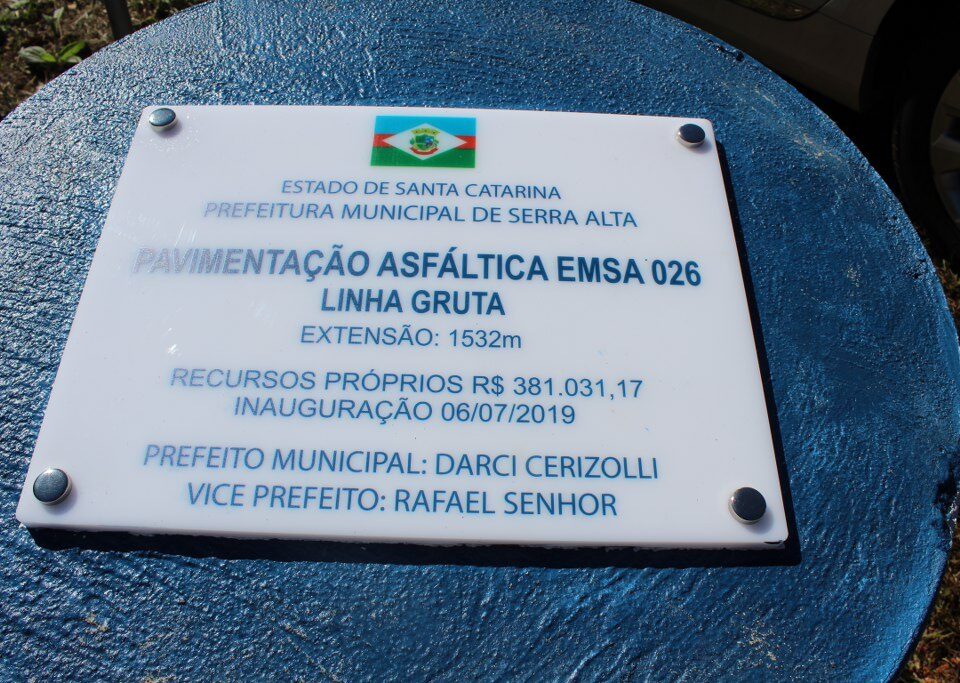 ESTADO DE SANTA CATARINA
PREFEITURA MUNICIPAL DE SERRA ALTA
PAVIMENTAÇÃO ASFÁLTICA EMSA 026
LINHA GRUTA
EXTENSÃO: 1532m
RECURSOS PRÓPRIOS R$ 381.031,17
INAUGURAÇÃO 06/07/2019
PREFEITO MUNICIPAL: DARCI CERIZOLLI
VICE PREFEITO: RAFAEL SENHOR